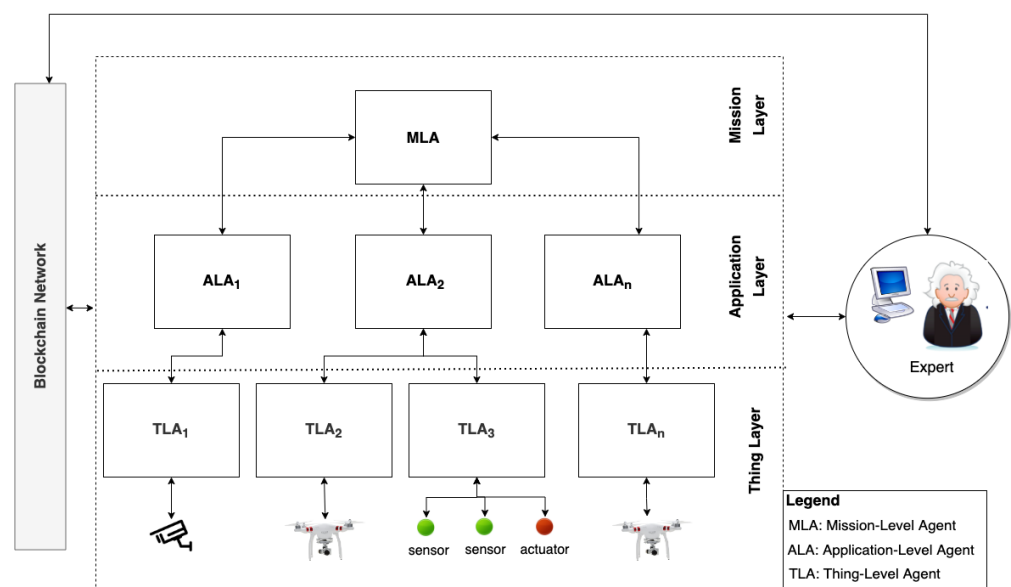 Mission
Layer
MLA
Blockchain Network
ALA₁
ALA₂
ALAₙ
Application
Layer
Expert
TLA₁
TLA₂
TLA₃
TLAₙ
Thing Layer
sensor
sensor
actuator
Legend
MLA: Mission-Level Agent
ALA: Application-Level Agent
TLA: Thing-Level Agent